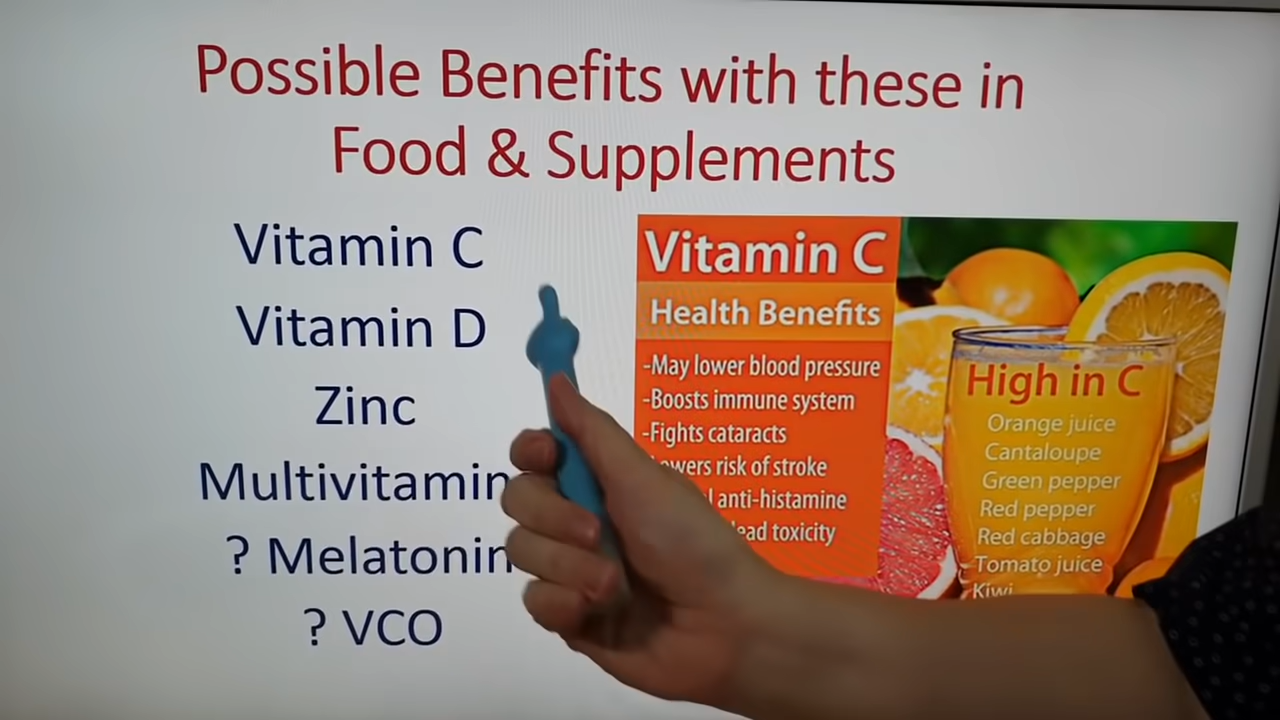 Possible Benefits with these in
Food & Supplements
Vitamin C
Vitamin D
Zinc
Multivitamin
? Melatonin
? VCO
Vitamin C
Health Benefits
-May lower blood pressure
-Boosts immune system
-Fights cataracts
risk of stroke
anti-histamine
toxicity
High in C
Orange juice
Cantaloupe
Green pepper
Red pepper
Red cabbage
Tomato juice
Kiwi